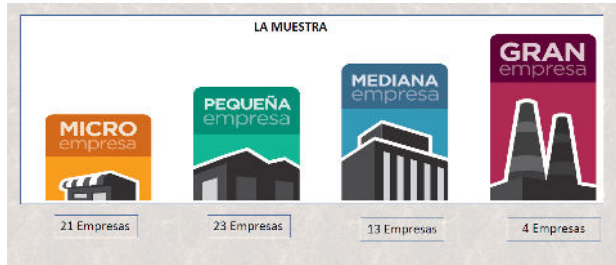 LA MUESTRA
MICRO
empresa
PEQUEÑA
empresa
MEDIANA
empresa
GRAN
empresa
21 Empresas
23 Empresas
13 Empresas
4 Empresas